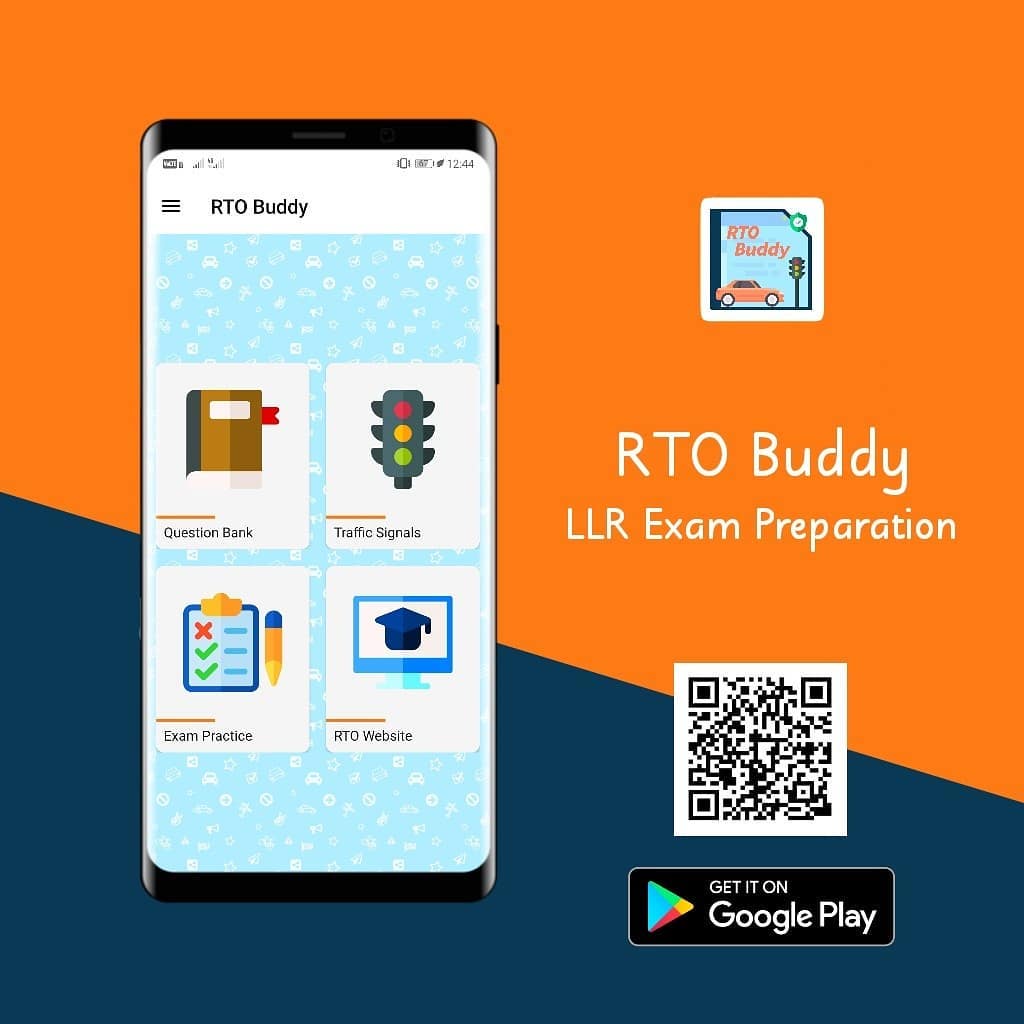 12:44
RTO Buddy
Question Bank
Traffic Signals
Exam Practice
RTO Website
RTO
Buddy
RTO Buddy
LLR Exam Preparation
GET IT ON
Google Play